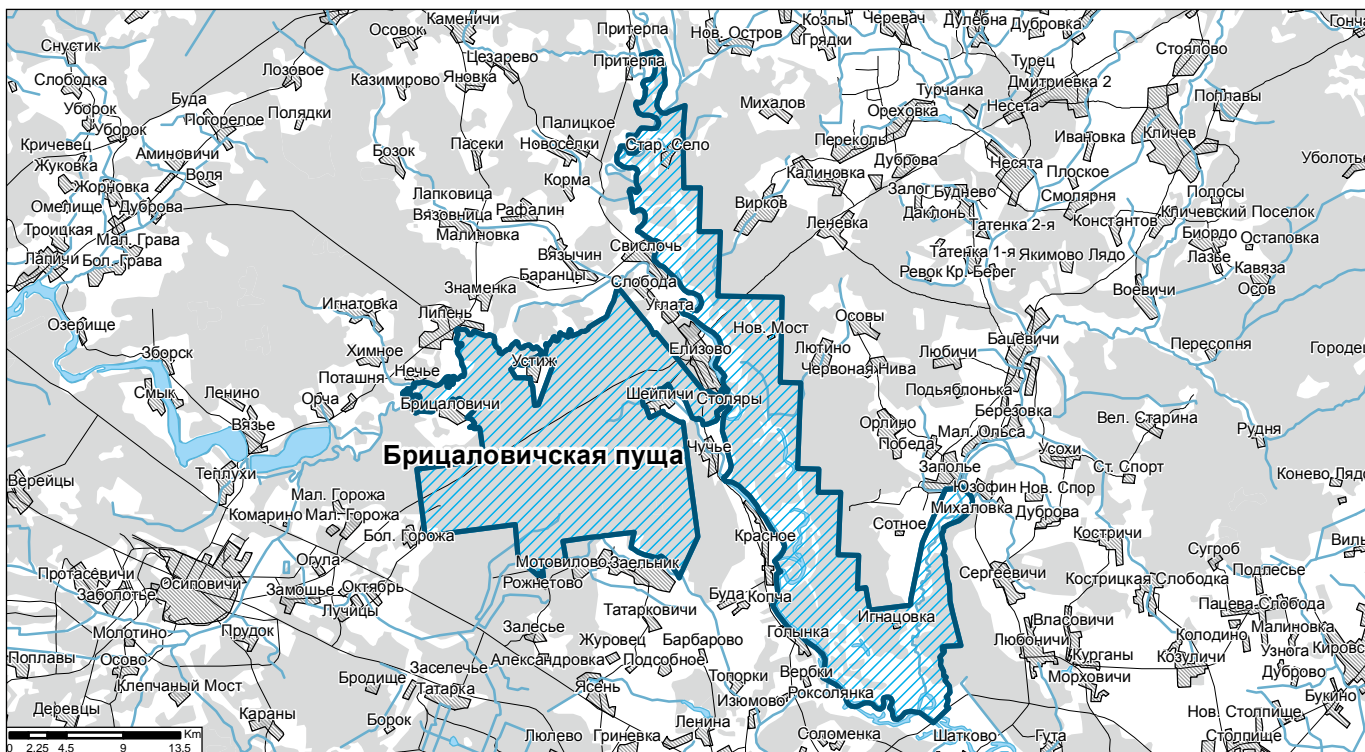 Каменичи
Осовок
Притерпа
Козлы
Черевач
Дулебна
Дубровка
Гонча
Снустик
Цезарево
Нов. Остров
Грядки
Стоялово
Слободка
Лозовое
Казимирово
Яновка
Притерпа
Турец
Дмитриевка 2
Уборок
Буда
Турчанка
Несета
Поплавы
Уборок
Погорелое
Полядки
Палицкое
Михалов
Ореховка
Кличев
Кричевец
Аминовичи
Бозок
Пасеки
Новоселки
Стар. Село
Переколь
Ивановка
Жуковка
Воля
Дуброва
Несята
Уболотье
Жорновка
Корма
Калиновка
Плоское
Омелище
Дуброва
Лапковица
Вирков
Залог
Буднево
Смолярня
Полосы
Троицкая
Вязовница
Рафалин
Даклонь
Татенка 2-я
Константов
Кличевский Поселок
Мал. Грава
Малиновка
Леневка
Биордо
Остаповка
Лапичи
Бол. Грава
Вязычин
Свислочь
Татенка 1-я
Якимово Лядо
Лазье
Баранцы
Ревок
Кр. Берег
Кавяза
Знаменка
Слобода
Воевичи
Осов
Игнатовка
Углата
Озерище
Липень
Нов. Мост
Осовы
Бацевичи
Пересопня
Зборск
Химное
Устиж
Елизово
Лютино
Любичи
Городец
Поташня
Нечье
Червоная Нива
Смык
Ленино
Орча
Брицаловичи
Шейпичи
Столяры
Подъяблонька
Березовка
Вел. Старина
Вязье
Орлино
Мал. Ольса
Рудня
Брицаловичская пуща
Чучье
Победа
Усохи
Теплухи
Заполье
Ст. Спорт
Конево Лядо
Верейцы
Мал. Горожа
Юзофин
Нов. Спор
Комарино
Мал. Горожа
Михаловка
Дуброва
Бол. Горожа
Красное
Сотное
Костричи
Огула
Мотовилово
Заельник
Сергеевичи
Сугроб
Протасевичи
Осиповичи
Рожнетово
Кострицкая Слободка
Подлесье
Заболотье
Замошье
Октябрь
Буда
Копча
Лучицы
Татарковичи
Игнацовка
Пацева-Слобода
Молотино
Прудок
Залесье
Журовец
Барбарово
Голынка
Власовичи
Колодино
Малиновка
Поплавы
Осово
Заселечье
Александровка
Подсобное
Любоничи
Курганы
Козуличи
Узнога
Клепчаный Мост
Бродище
Татарка
Топорки
Вербки
Морховичи
Дуброво
Ясень
Изюмово
Роксолянка
Букино
Деревцы
Караны
Борок
Ленина
Нов. Столпище
Люлево
Гриневка
Соломенка
Шатково
Гута
Столпище
Km
0 2.25 4.5 9 13.5